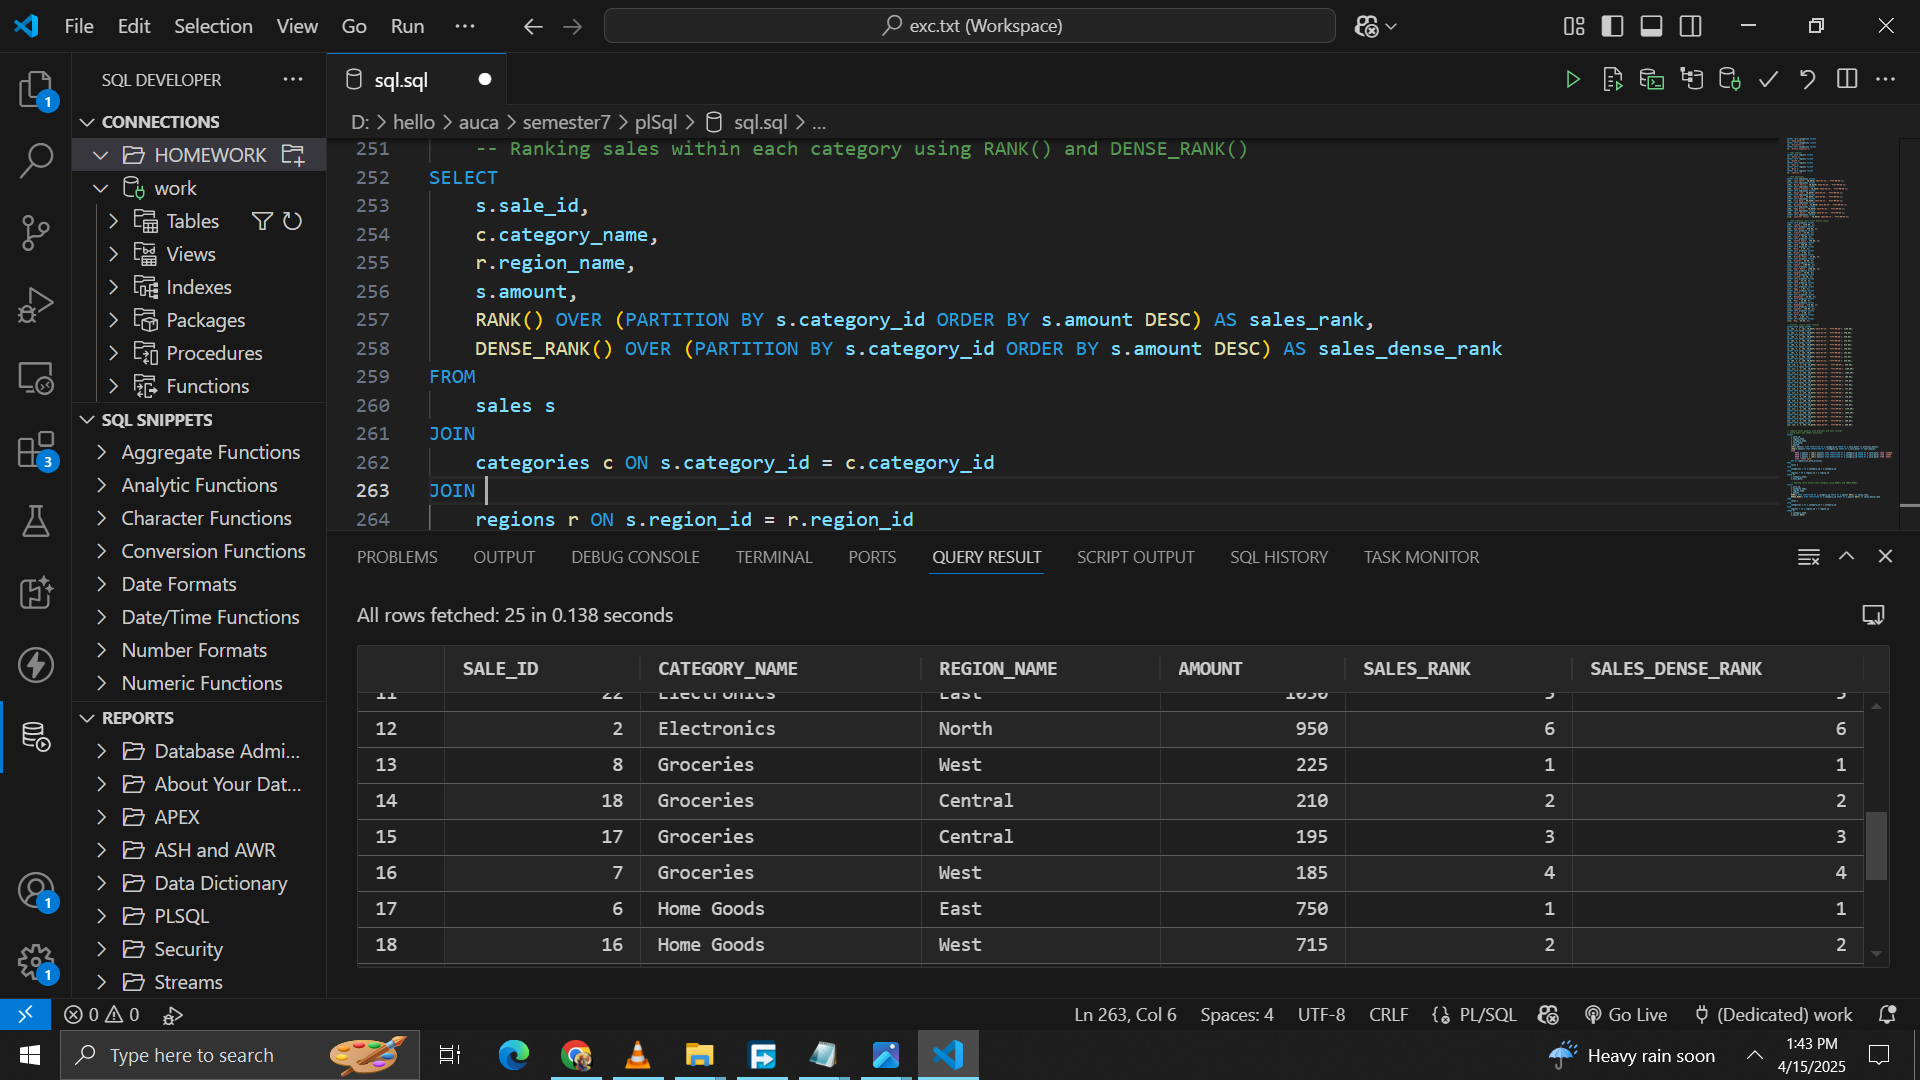 File Edit Selection View Go Run ...
exc.txt (Workspace)
SQL DEVELOPER
CONNECTIONS
HOMEWORK
work
Tables
Views
Indexes
Packages
Procedures
Functions
SQL SNIPPETS
Aggregate Functions
Analytic Functions
Character Functions
Conversion Functions
Date Formats
Date/Time Functions
Number Formats
Numeric Functions
REPORTS
Database Admi...
About Your Dat...
APEX
ASH and AWR
Data Dictionary
PLSQL
Security
Streams
1
3
1
1
sql.sql
D: > hello > auca > semester7 > plSql > sql.sql > ...
251 -- Ranking sales within each category using RANK() and DENSE_RANK()
252 SELECT
253 s.sale_id,
254 c.category_name,
255 r.region_name,
256 s.amount,
257 RANK() OVER (PARTITION BY s.category_id ORDER BY s.amount DESC) AS sales_rank,
258 DENSE_RANK() OVER (PARTITION BY s.category_id ORDER BY s.amount DESC) AS sales_dense_rank
259 FROM
260 sales s
261 JOIN
262 categories c ON s.category_id = c.category_id
263 JOIN
264 regions r ON s.region_id = r.region_id
PROBLEMS OUTPUT DEBUG CONSOLE TERMINAL PORTS QUERY RESULT SCRIPT OUTPUT SQL HISTORY TASK MONITOR
All rows fetched: 25 in 0.138 seconds
SALE_ID CATEGORY_NAME REGION_NAME AMOUNT SALES_RANK SALES_DENSE_RANK
11 22 Electronics East 1050 5 5
12 2 Electronics North 950 6 6
13 8 Groceries West 225 1 1
14 18 Groceries Central 210 2 2
15 17 Groceries Central 195 3 3
16 7 Groceries West 185 4 4
17 6 Home Goods East 750 1 1
18 16 Home Goods West 715 2 2
0 0 Ln 263, Col 6 Spaces: 4 UTF-8 CRLF PL/SQL Go Live (Dedicated) work
Type here to search
Heavy rain soon
1:43 PM
4/15/2025